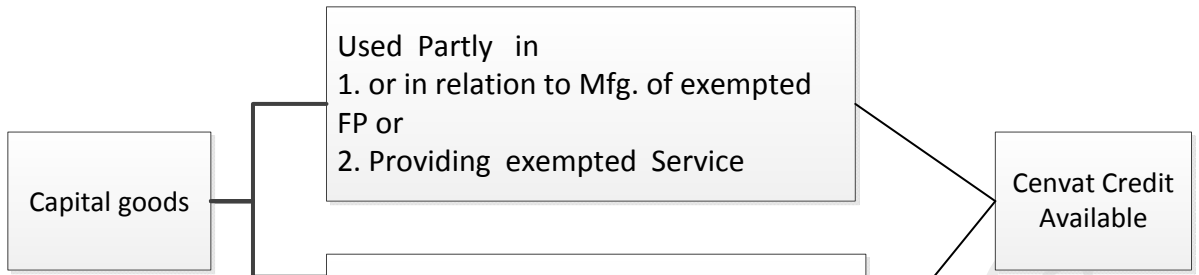 Used Partly in
1. or in relation to Mfg. of exempted
FP or
2. Providing exempted Service
Capital goods
Cenvat Credit
Available